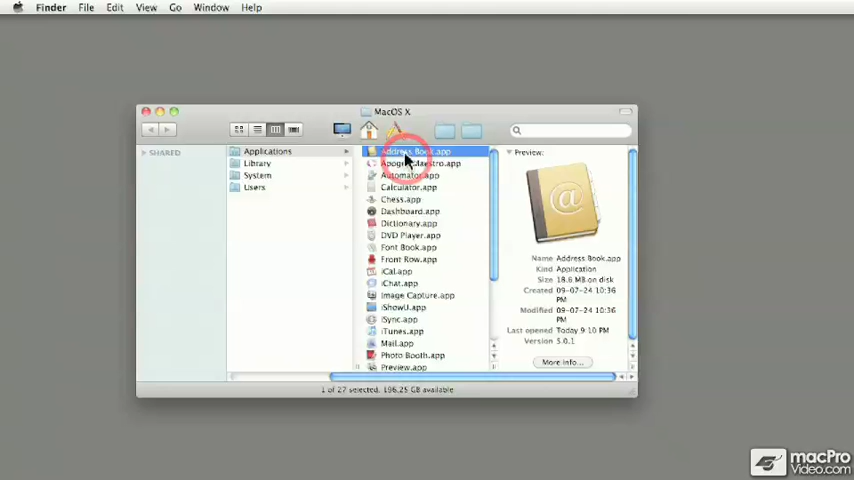 Finder File Edit View Go Window Help
MacOS X
SHARED
Applications
Library
System
Users
Address Book.app
Apogee Maestro.app
Automator.app
Calculator.app
Chess.app
Dashboard.app
Dictionary.app
DVD Player.app
Font Book.app
Front Row.app
iCal.app
iChat.app
Image Capture.app
iShowU.app
iSync.app
iTunes.app
Mail.app
Photo Booth.app
Preview.app
Preview:
@
Name Address Book.app
Kind Application
Size 18.6 MB on disk
Created 09-07-24 10:36
PM
Modified 09-07-24 10:36
PM
Last opened Today 9:10 PM
Version 5.0.1
More info...
1 of 27 selected, 196.25 GB available
macPro
Video.com